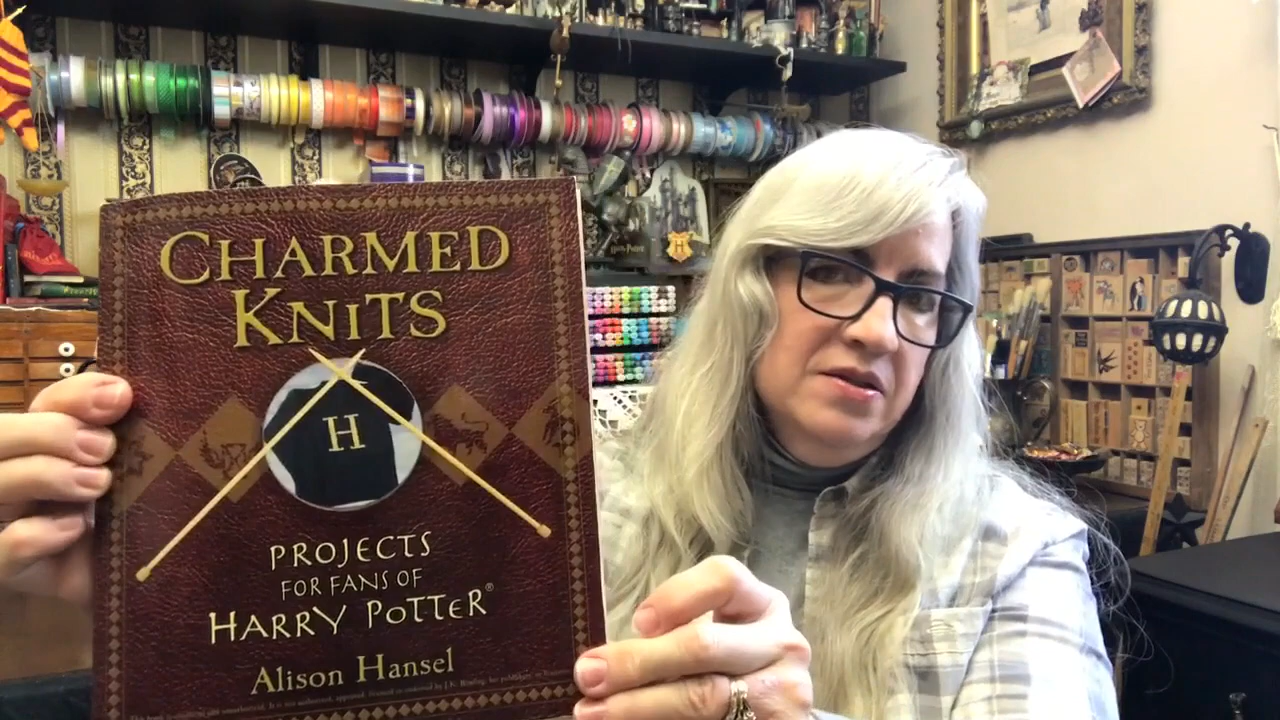 CHARMED
KNITS
H
PROJECTS
FOR FANS OF
HARRY POTTER®
Alison Hansel
H